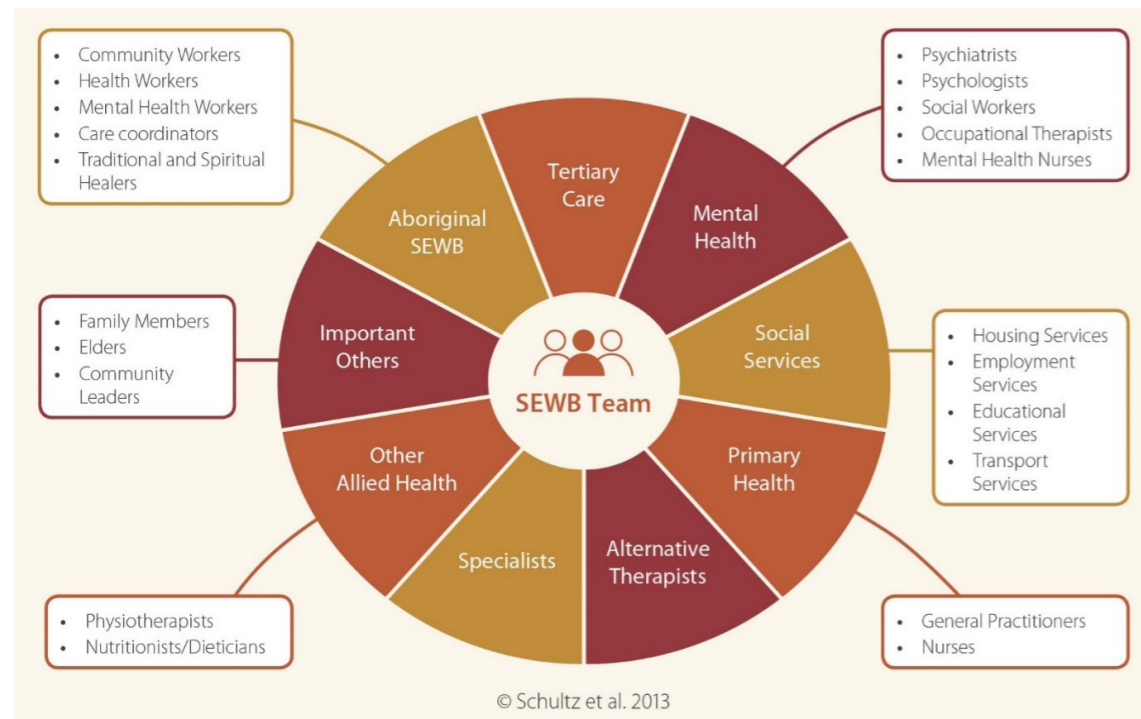 • Community Workers
• Health Workers
• Mental Health Workers
• Care coordinators
• Traditional and Spiritual
Healers
• Psychiatrists
• Psychologists
• Social Workers
• Occupational Therapists
• Mental Health Nurses
Tertiary
Care
Mental
Health
Aboriginal
SEWB
• Family Members
• Elders
• Community
Leaders
Important
Others
Social
Services
• Housing Services
• Employment
Services
• Educational
Services
• Transport
Services
SEWB Team
Other
Allied Health
Primary
Health
Specialists
Alternative
Therapists
• Physiotherapists
• Nutritionists/Dieticians
• General Practitioners
• Nurses
© Schultz et al. 2013